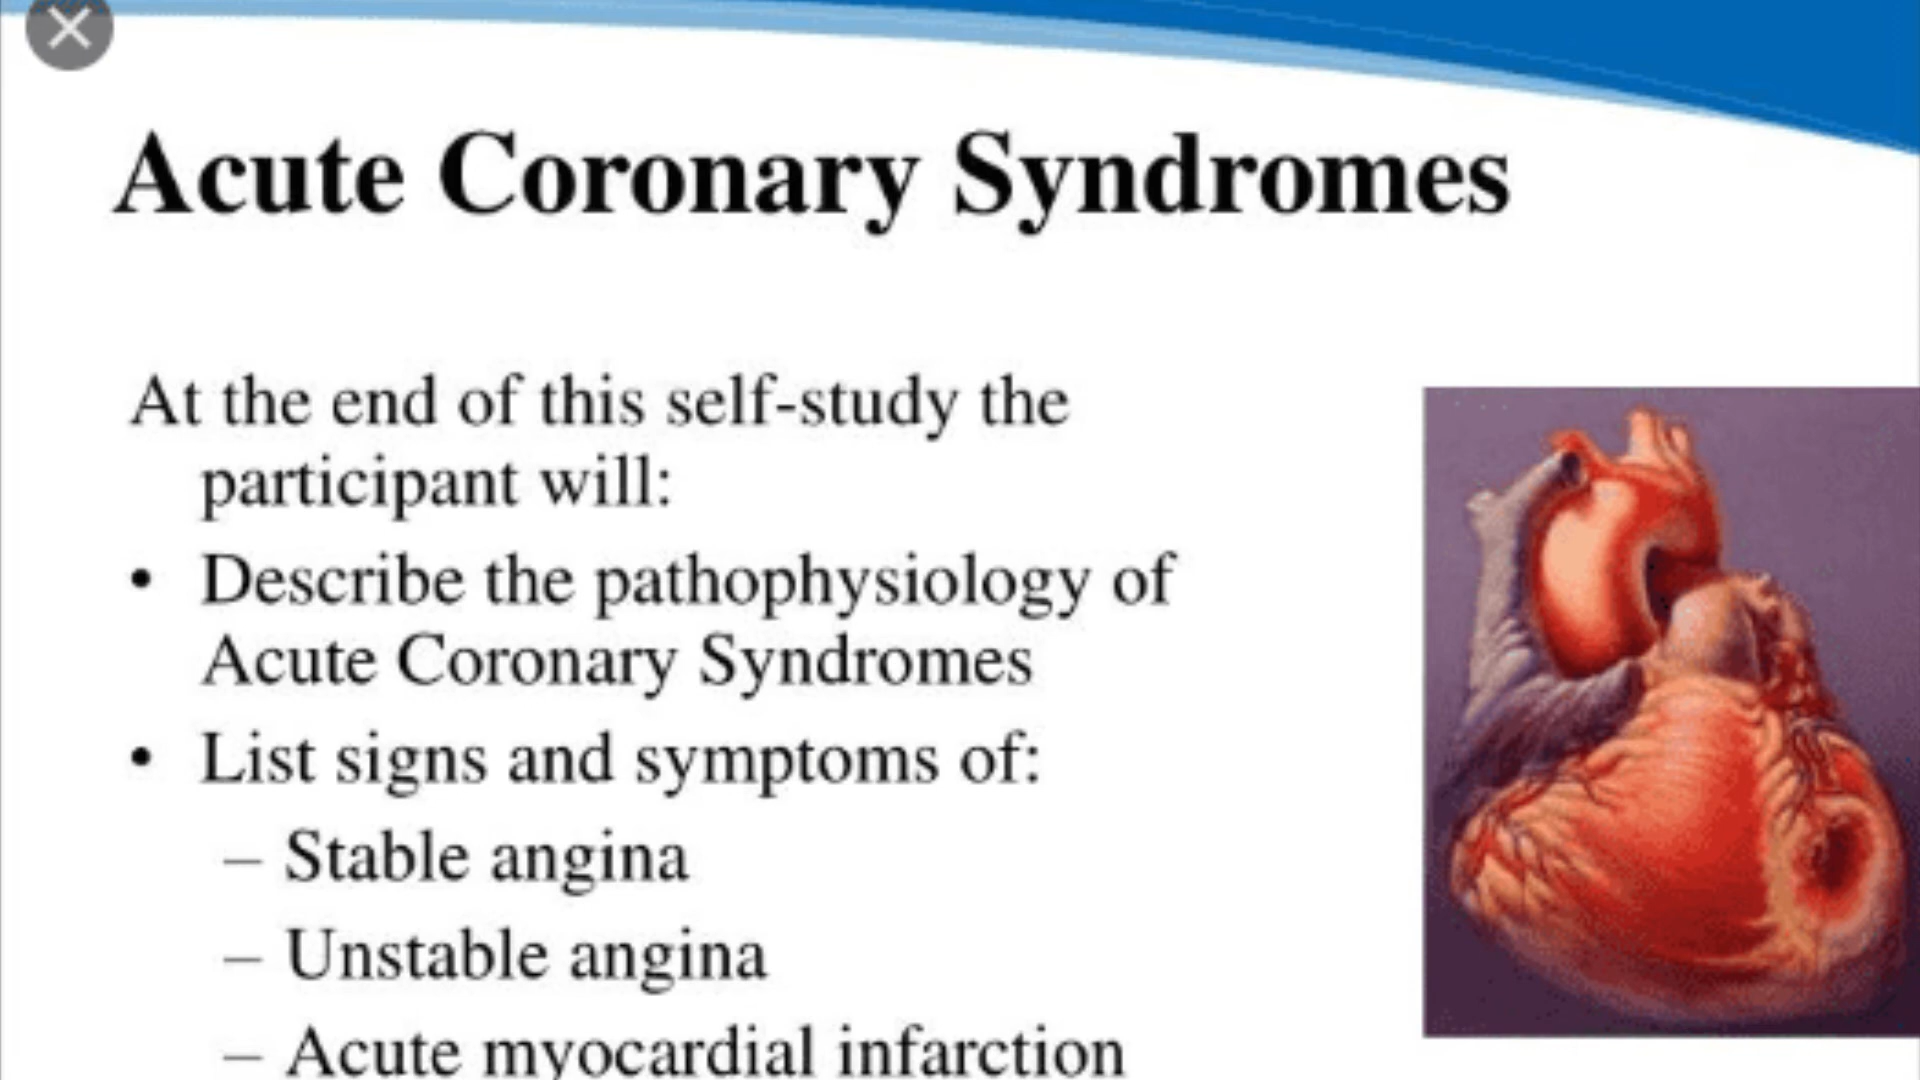 Acute Coronary Syndromes
At the end of this self-study the
participant will:
• Describe the pathophysiology of
Acute Coronary Syndromes
• List signs and symptoms of:
– Stable angina
– Unstable angina
– Acute myocardial infarction